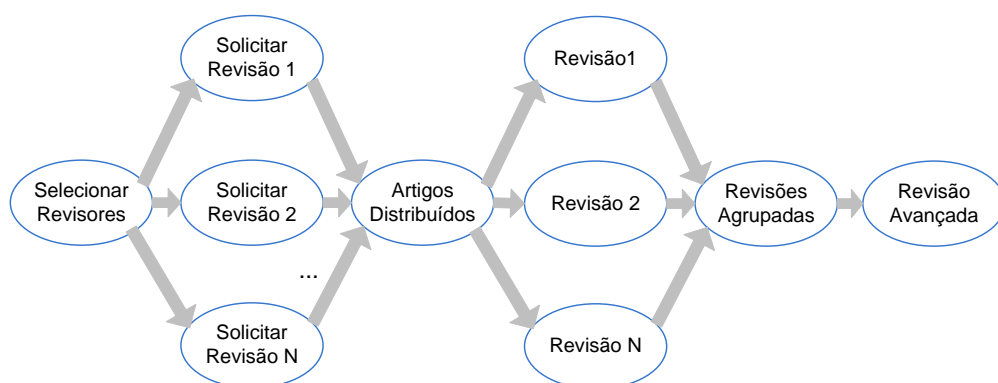 Selecionar
Revisores
Solicitar
Revisão 1
Solicitar
Revisão 2
...
Solicitar
Revisão N
Artigos
Distribuídos
Revisão1
Revisão 2
Revisão N
Revisões
Agrupadas
Revisão
Avançada